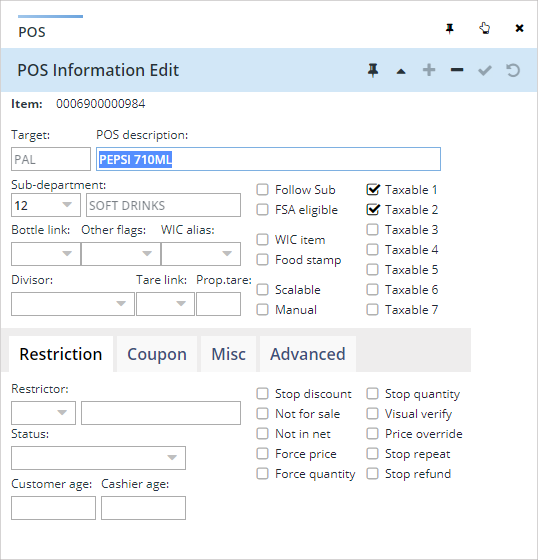 POS
POS Information Edit
Item: 0006900000984
Target: POS description:
PAL PEPSI 710ML
Sub-department:
12 SOFT DRINKS
Bottle link: Other flags: WIC alias:
Divisor: Tare link: Prop.tare:
Follow Sub
FSA eligible
WIC item
Food stamp
Scalable
Manual
Taxable 1
Taxable 2
Taxable 3
Taxable 4
Taxable 5
Taxable 6
Taxable 7
Restriction Coupon Misc Advanced
Restrictor:
Status:
Customer age: Cashier age:
Stop discount
Not for sale
Not in net
Force price
Force quantity
Stop quantity
Visual verify
Price override
Stop repeat
Stop refund